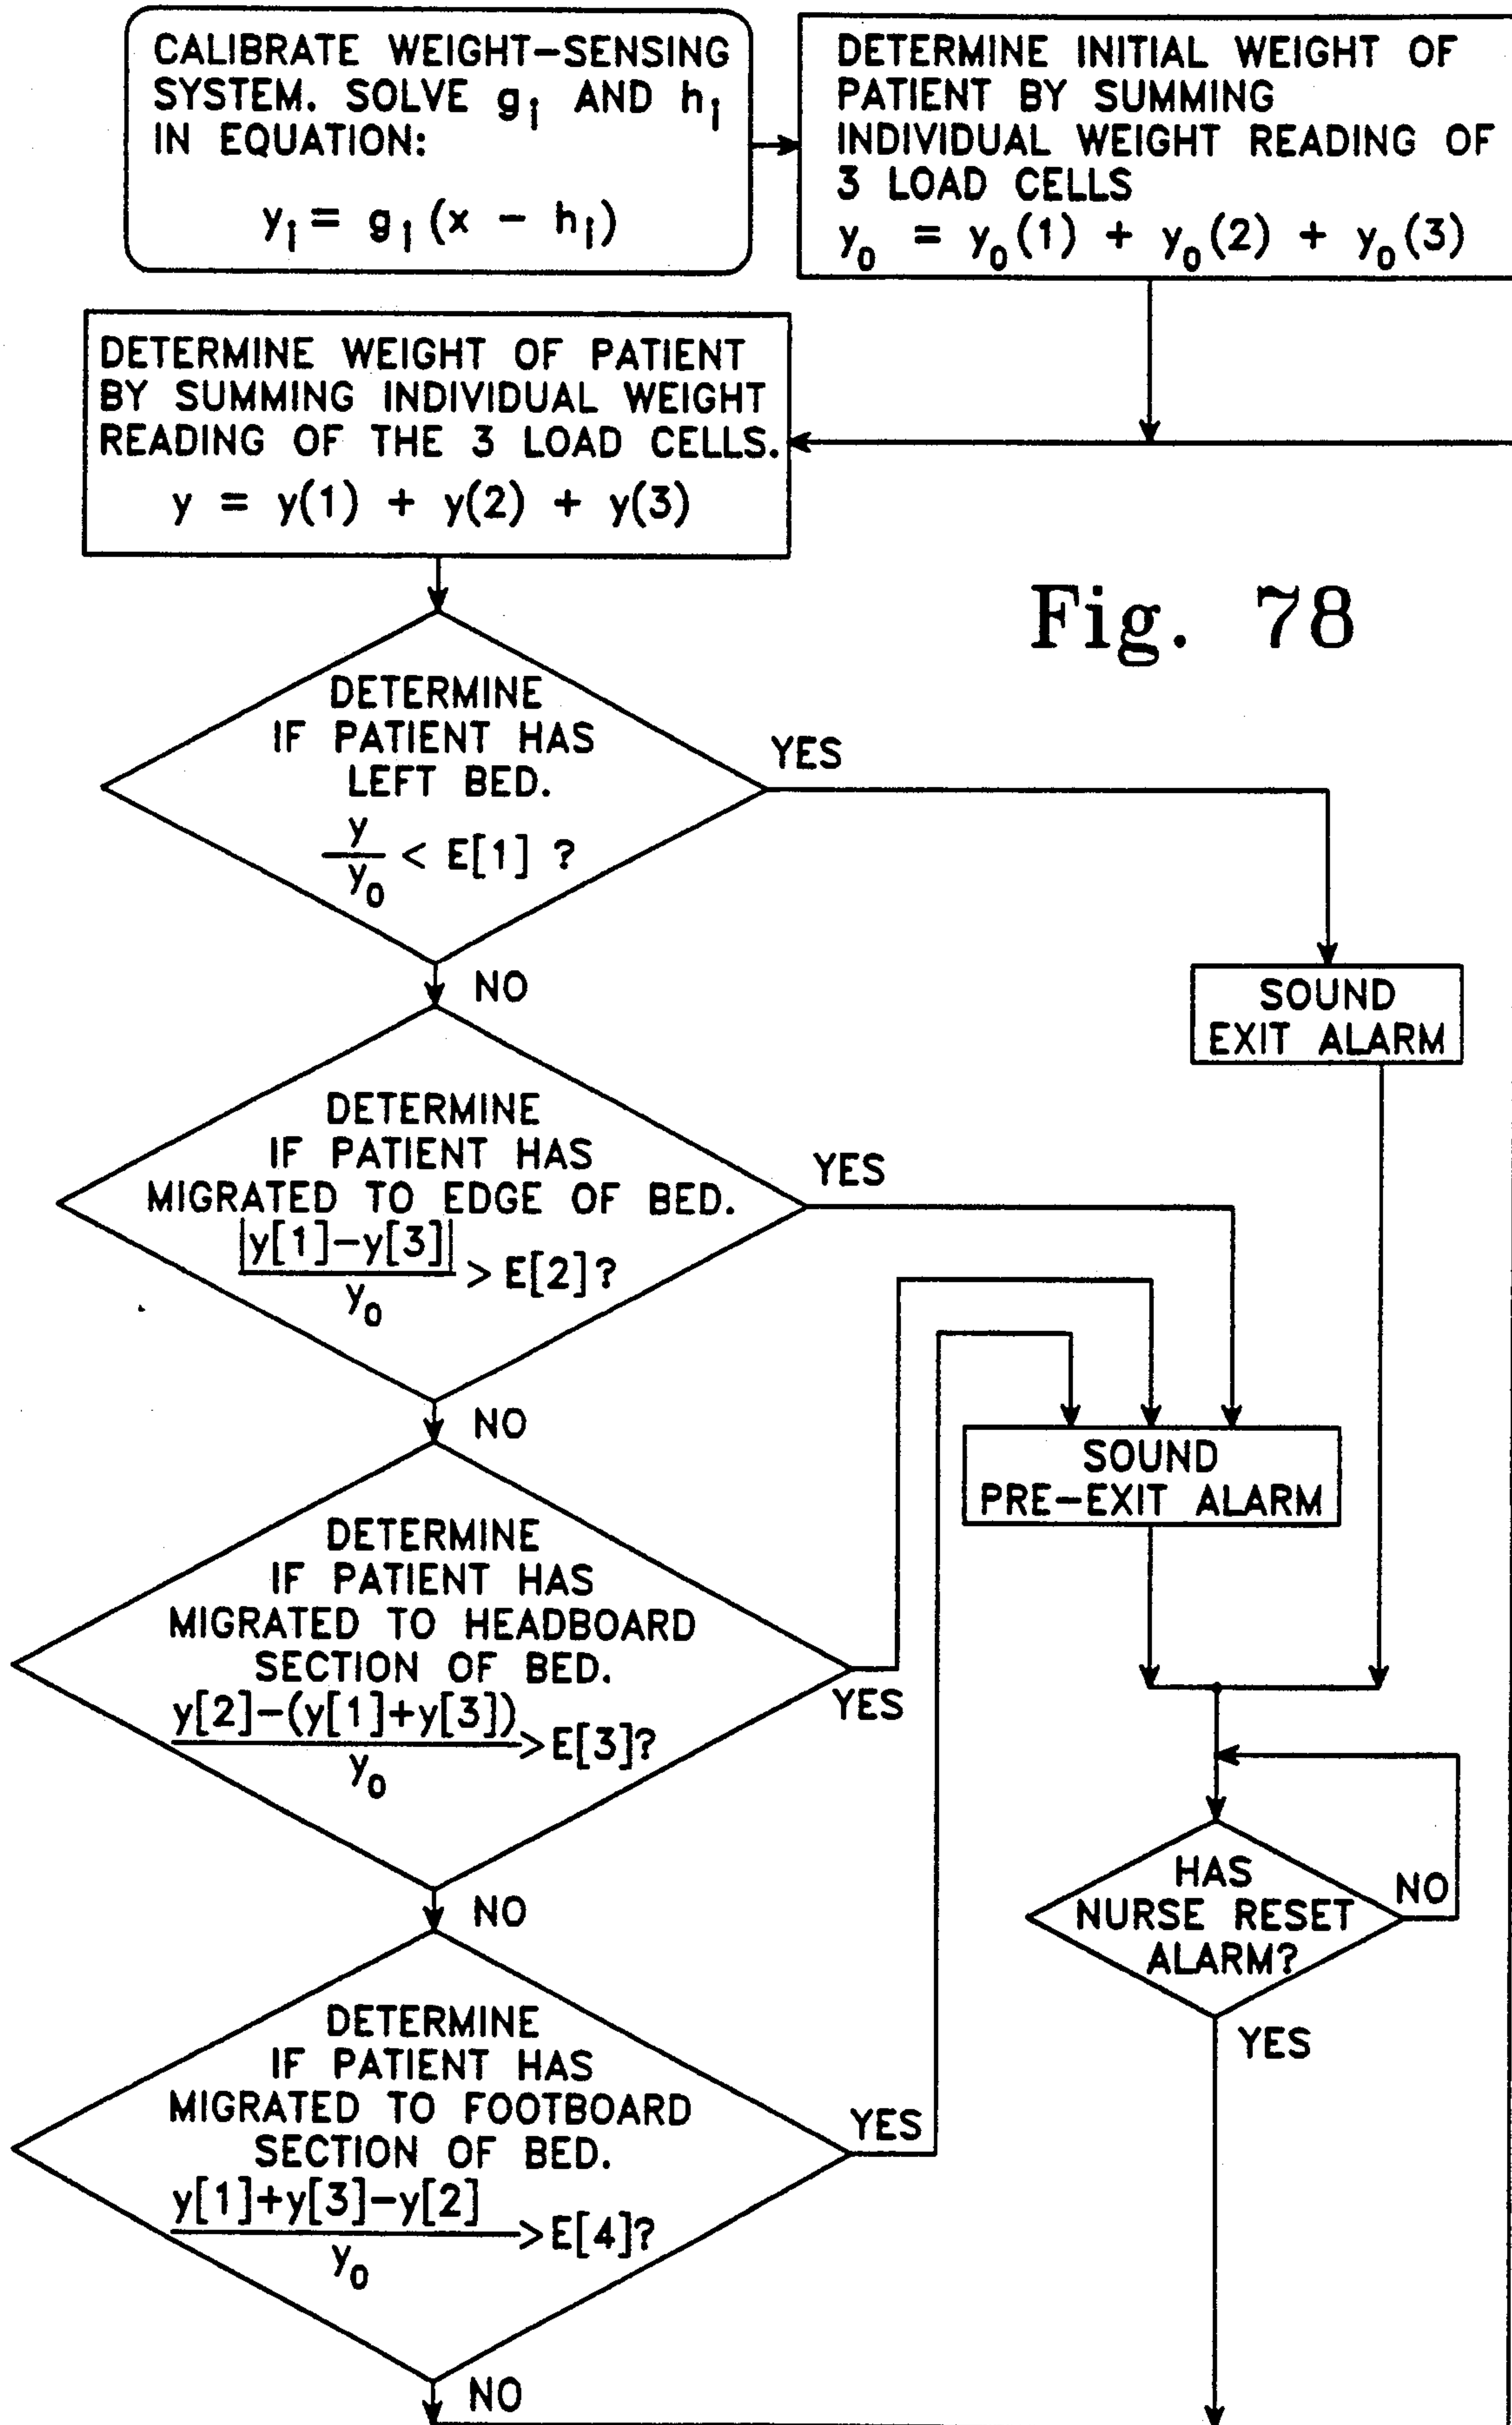 CALIBRATE WEIGHT-SENSING
SYSTEM. SOLVE g_i AND h_i
IN EQUATION:
y_i = g_i (x - h_i)
DETERMINE INITIAL WEIGHT OF
PATIENT BY SUMMING
INDIVIDUAL WEIGHT READING OF
3 LOAD CELLS
y_0 = y_0(1) + y_0(2) + y_0(3)
DETERMINE WEIGHT OF PATIENT
BY SUMMING INDIVIDUAL WEIGHT
READING OF THE 3 LOAD CELLS.
y = y(1) + y(2) + y(3)
Fig. 78
DETERMINE
IF PATIENT HAS
LEFT BED.
y / y_0 < E[1] ?
YES
NO
SOUND
EXIT ALARM
DETERMINE
IF PATIENT HAS
MIGRATED TO EDGE OF BED.
|y[1]-y[3]| / y_0 > E[2]?
YES
NO
SOUND
PRE-EXIT ALARM
DETERMINE
IF PATIENT HAS
MIGRATED TO HEADBOARD
SECTION OF BED.
y[2]-(y[1]+y[3]) / y_0 > E[3]?
YES
NO
HAS
NURSE RESET
ALARM?
NO
YES
DETERMINE
IF PATIENT HAS
MIGRATED TO FOOTBOARD
SECTION OF BED.
y[1]+y[3]-y[2] / y_0 > E[4]?
YES
NO